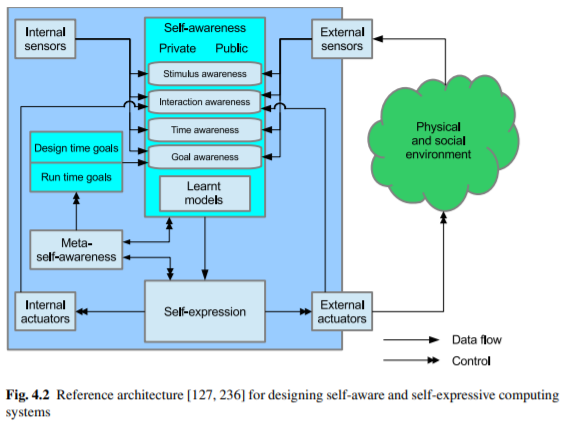 Internal
sensors
Self-awareness
Private Public
External
sensors
Stimulus awareness
Interaction awareness
Time awareness
Goal awareness
Design time goals
Run time goals
Learnt
models
Physical
and social
environment
Meta-
self-awareness
Internal
actuators
Self-expression
External
actuators
Data flow
Control
Fig. 4.2 Reference architecture [127, 236] for designing self-aware and self-expressive computing
systems